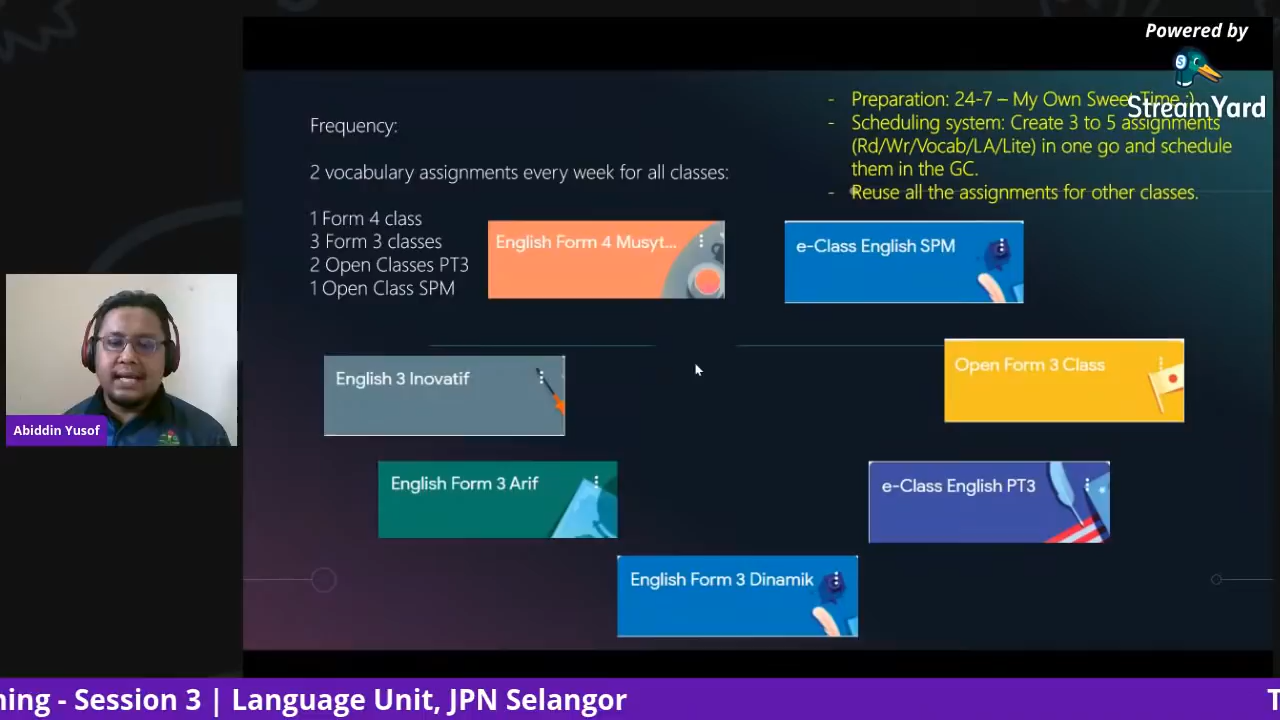 Powered by
StreamYard
- Preparation: 24-7 – My Own Sweet Time :)
- Scheduling system: Create 3 to 5 assignments
(Rd/Wr/Vocab/LA/Lite) in one go and schedule
them in the GC.
- Reuse all the assignments for other classes.
Frequency:
2 vocabulary assignments every week for all classes:
1 Form 4 class
3 Form 3 classes
2 Open Classes PT3
1 Open Class SPM
English Form 4 Musyt...
e-Class English SPM
English 3 Inovatif
Open Form 3 Class
English Form 3 Arif
e-Class English PT3
English Form 3 Dinamik
Abiddin Yusof
ning - Session 3 | Language Unit, JPN Selangor
T